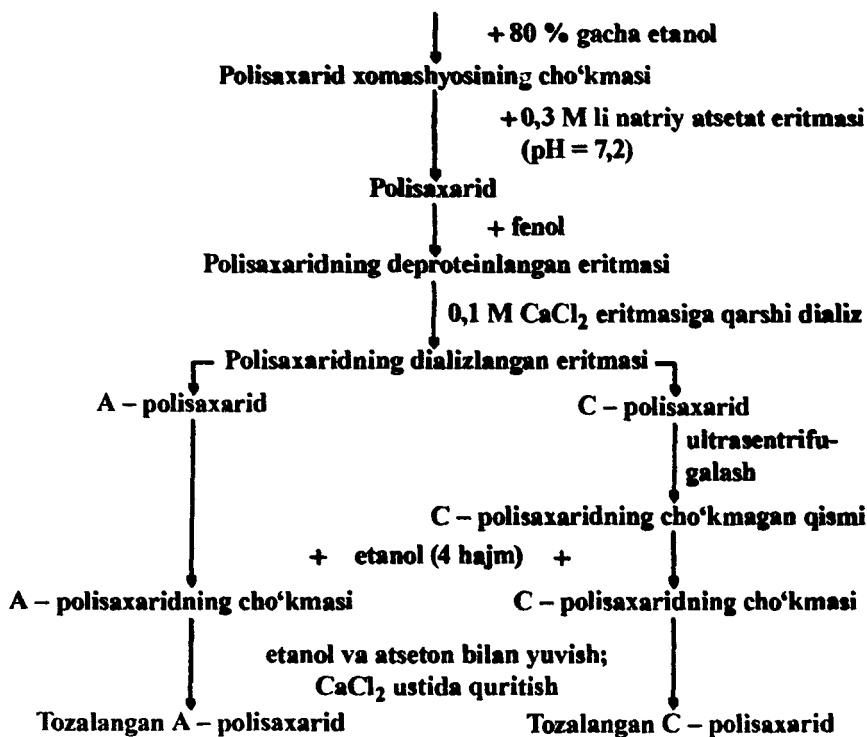 + 80 % gacha etanol
Polisaxarid xomashyosining cho‘kmasi
+ 0,3 M li natriy atsetat eritmasi
(pH = 7,2)
Polisaxarid
+ fenol
Polisaxaridning deproteinlangan eritmasi
0,1 M CaCl₂ eritmasiga qarshi dializ
Polisaxaridning dializlangan eritmasi
A – polisaxarid
C – polisaxarid
ultrasentrifu-
galash
C – polisaxaridning cho‘kmagan qismi
+ etanol (4 hajm) +
A – polisaxaridning cho‘kmasi
C – polisaxaridning cho‘kmasi
etanol va atseton bilan yuvish;
CaCl₂ ustida quritish
Tozalangan A – polisaxarid
Tozalangan C – polisaxarid